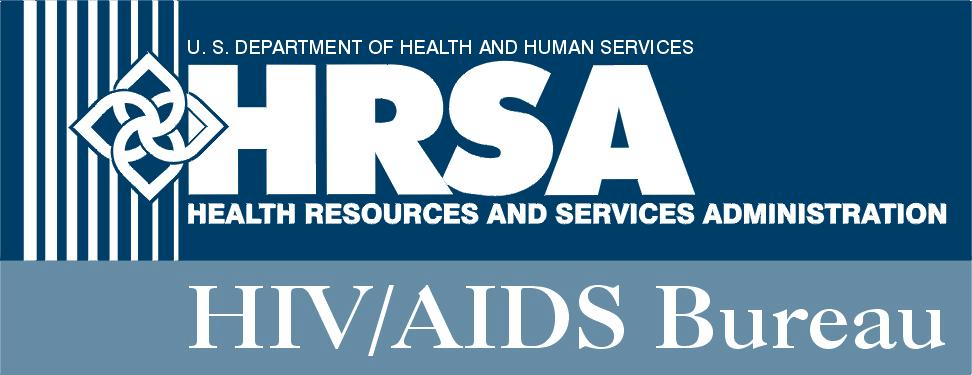 U. S. DEPARTMENT OF HEALTH AND HUMAN SERVICES
HRSA
HEALTH RESOURCES AND SERVICES ADMINISTRATION
HIV/AIDS Bureau